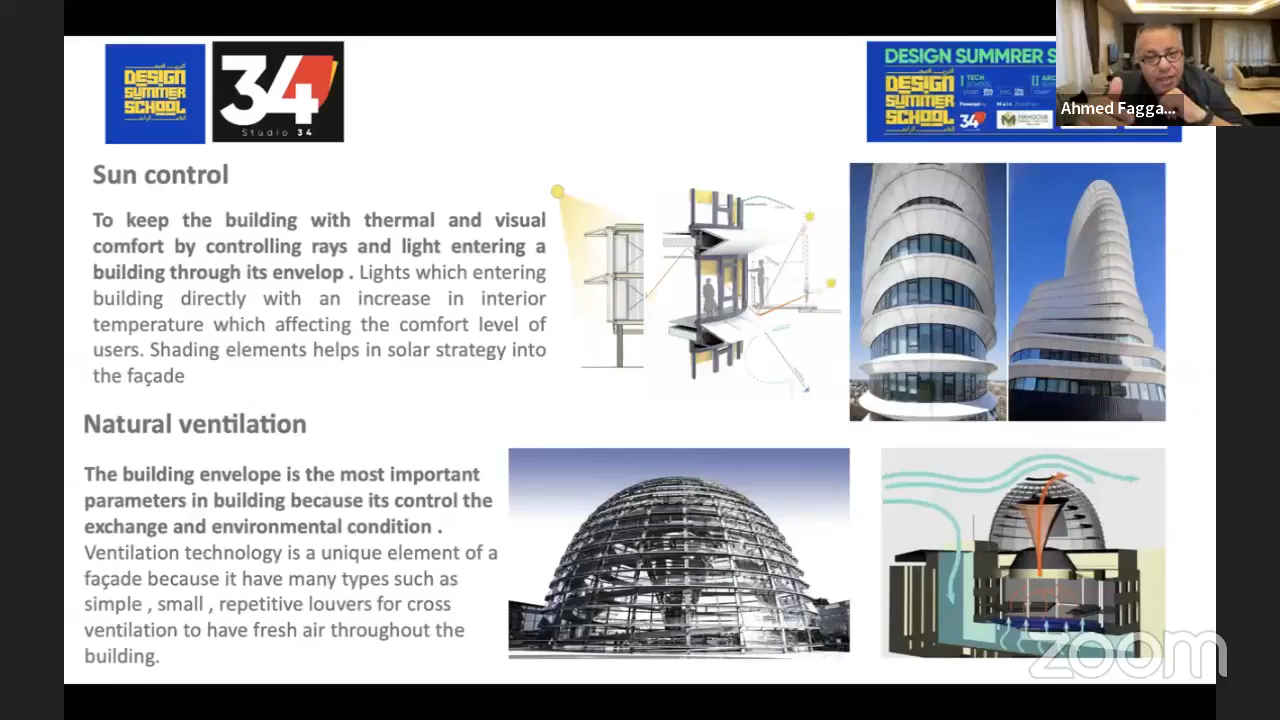 DESIGN
SUMMER
SCHOOL
34
Studio 34
DESIGN SUMMRER S
DESIGN
SUMMER
SCHOOL
TECH
34
Ahmed Fagga...
Sun control
To keep the building with thermal and visual
comfort by controlling rays and light entering a
building through its envelop . Lights which entering
building directly with an increase in interior
temperature which affecting the comfort level of
users. Shading elements helps in solar strategy into
the façade
Natural ventilation
The building envelope is the most important
parameters in building because its control the
exchange and environmental condition .
Ventilation technology is a unique element of a
façade because it have many types such as
simple , small , repetitive louvers for cross
ventilation to have fresh air throughout the
building.
zoom